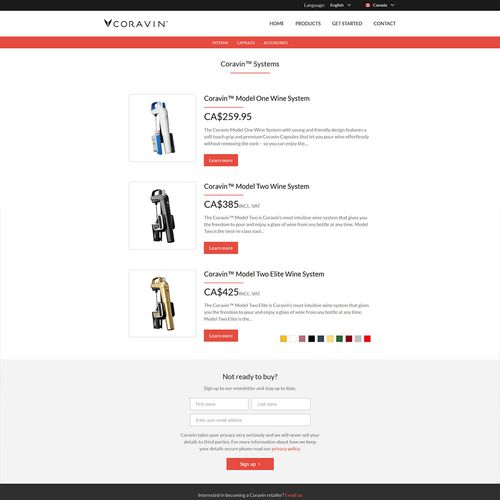 Language: English Canada
CORAVIN™ HOME PRODUCTS GET STARTED CONTACT
SYSTEMS CAPSULES ACCESSORIES
Coravin™ Systems
Coravin™ Model One Wine System
CA$259.95
The Coravin Model One Wine System with young and friendly design features a
soft touch grip and premium Coravin Capsules that let you pour wine effortlessly
without removing the cork – so you can enjoy the...
Learn more
Coravin™ Model Two Wine System
CA$385INCL. VAT
The Coravin™ Model Two is Coravin's most intuitive wine system that gives you
the freedom to pour and enjoy a glass of wine from any bottle at any time. Model
Two is the best-in-class tool...
Learn more
Coravin™ Model Two Elite Wine System
CA$425INCL. VAT
The Coravin™ Model Two Elite is Coravin's most intuitive wine system that gives
you the freedom to pour and enjoy a glass of wine from any bottle at any time.
Model Two Elite is the...
Learn more
Not ready to buy?
Sign up to our newsletter and stay up to date.
First name Last name
Enter your email address
Coravin takes your privacy very seriously and we will never sell your
details to third parties. For more information about how we keep
your details secure please read our privacy policy.
Sign up ›
Interested in becoming a Coravin retailer? Email us